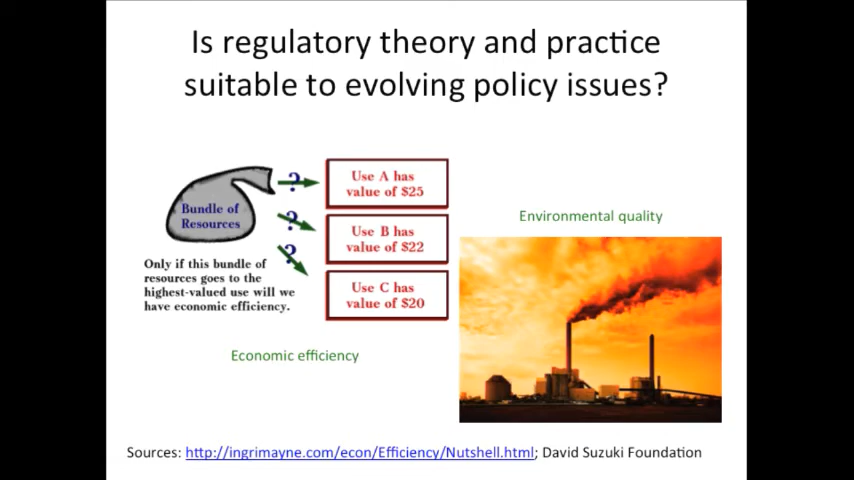 Is regulatory theory and practice
suitable to evolving policy issues?
Bundle of
Resources
?
?
?
Use A has
value of $25
Use B has
value of $22
Use C has
value of $20
Only if this bundle of
resources goes to the
highest-valued use will we
have economic efficiency.
Economic efficiency
Environmental quality
Sources: http://ingrimayne.com/econ/Efficiency/Nutshell.html; David Suzuki Foundation